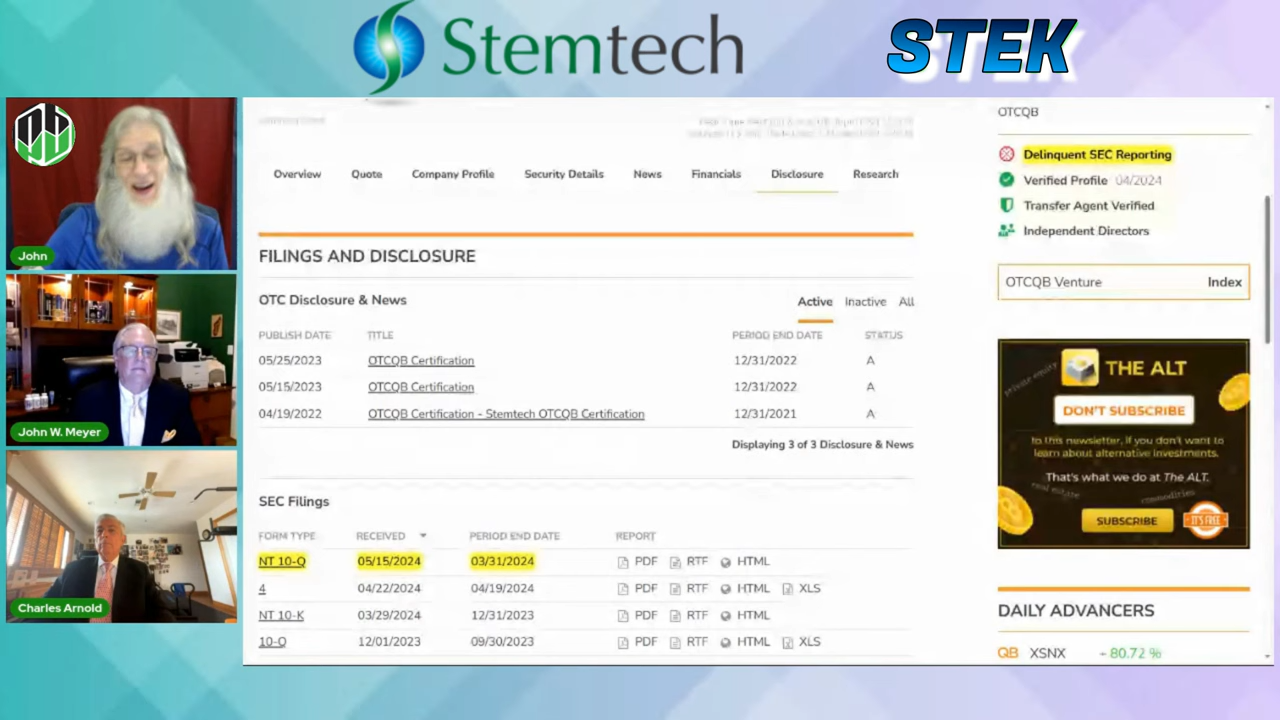 Stemtech
STEK
John
John W. Meyer
Charles Arnold
Overview Quote Company Profile Security Details News Financials Disclosure Research
FILINGS AND DISCLOSURE
OTC Disclosure & News
Active Inactive All
PUBLISH DATE TITLE PERIOD END DATE STATUS
05/25/2023 OTCQB Certification 12/31/2022 A
05/15/2023 OTCQB Certification 12/31/2022 A
04/19/2022 OTCQB Certification - Stemtech OTCQB Certification 12/31/2021 A
Displaying 3 of 3 Disclosure & News
SEC Filings
FORM TYPE RECEIVED PERIOD END DATE REPORT
NT 10-Q 05/15/2024 03/31/2024 PDF RTF HTML
4 04/22/2024 04/19/2024 PDF RTF HTML XLS
NT 10-K 03/29/2024 12/31/2023 PDF RTF HTML
10-Q 12/01/2023 09/30/2023 PDF RTF HTML XLS
OTCQB
Delinquent SEC Reporting
Verified Profile 04/2024
Transfer Agent Verified
Independent Directors
OTCQB Venture Index
private equity
THE ALT
DON'T SUBSCRIBE
to this newsletter, if you don't want to
learn about alternative investments.
That's what we do at The ALT.
real estate
commodities
SUBSCRIBE
IT'S FREE
DAILY ADVANCERS
QB XSNX + 80.72 %